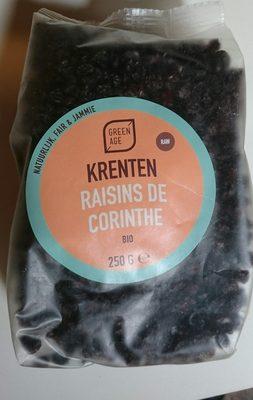 GREEN
AGE
NATUURLIJK, FAIR & JAMMIE
RAW
KRENTEN
RAISINS DE
CORINTHE
BIO
250 G ℮